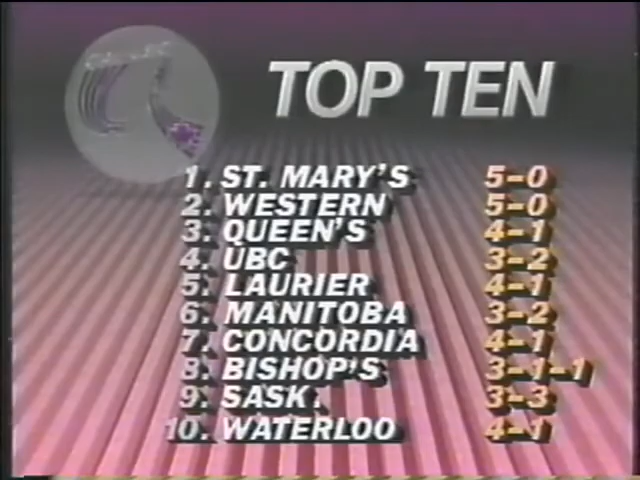 TOP TEN
1. ST. MARY'S 5-0
2. WESTERN 5-0
3. QUEEN'S 4-1
4. UBC 3-2
5. LAURIER 4-1
6. MANITOBA 3-2
7. CONCORDIA 4-1
8. BISHOP'S 3-1-1
9. SASK. 3-3
10. WATERLOO 4-1